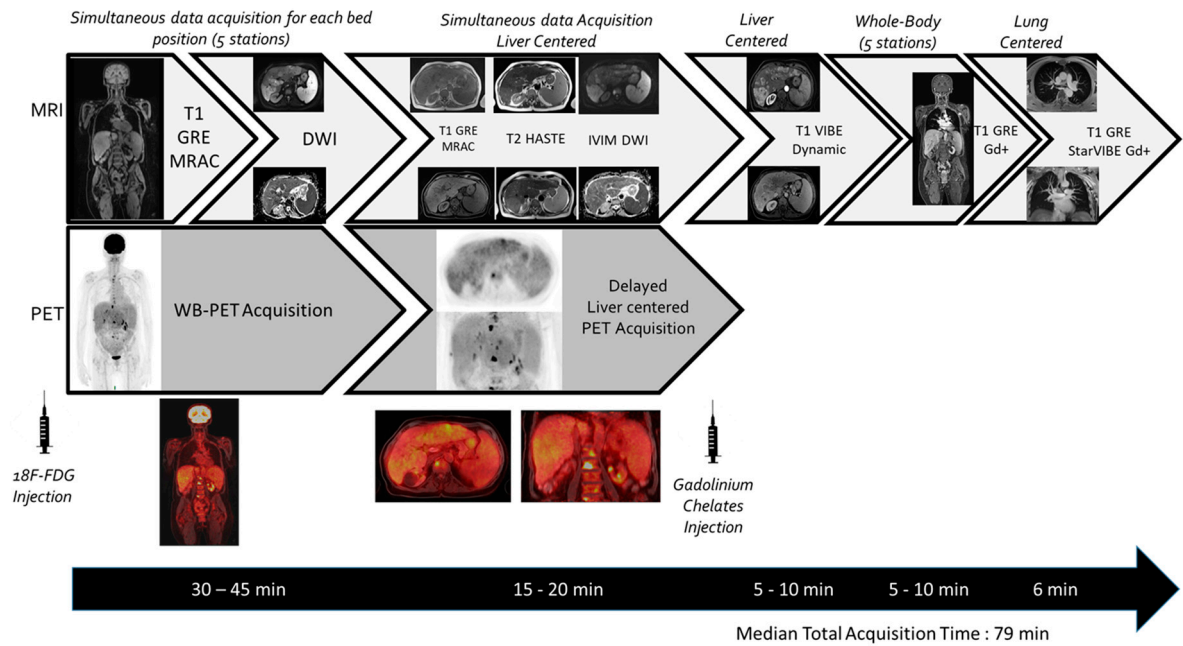 Simultaneous data acquisition for each bed
position (5 stations)
Simultaneous data Acquisition
Liver Centered
Liver
Centered
Whole-Body
(5 stations)
Lung
Centered
MRI
T1
GRE
MRAC
DWI
T1 GRE
MRAC
T2 HASTE
IVIM DWI
T1 VIBE
Dynamic
T1 GRE
Gd+
T1 GRE
StarVIBE Gd+
PET
WB-PET Acquisition
Delayed
Liver centered
PET Acquisition
18F-FDG
Injection
Gadolinium
Chelates
Injection
30 – 45 min
15 - 20 min
5 - 10 min
5 - 10 min
6 min
Median Total Acquisition Time : 79 min